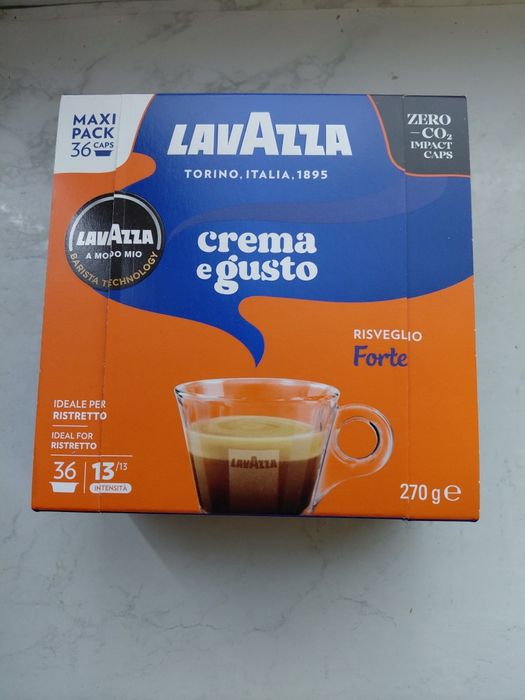 MAXI
PACK
36 CAPS
LAVAZZA
TORINO, ITALIA, 1895
ZERO
–CO₂
IMPACT
CAPS
LAVAZZA
A MODO MIO
BARISTA TECHNOLOGY
crema
e gusto
RISVEGLIO
Forte
IDEALE PER
RISTRETTO
IDEAL FOR
RISTRETTO
36
13/13
INTENSITÀ
LAVAZZA
270 g ℮